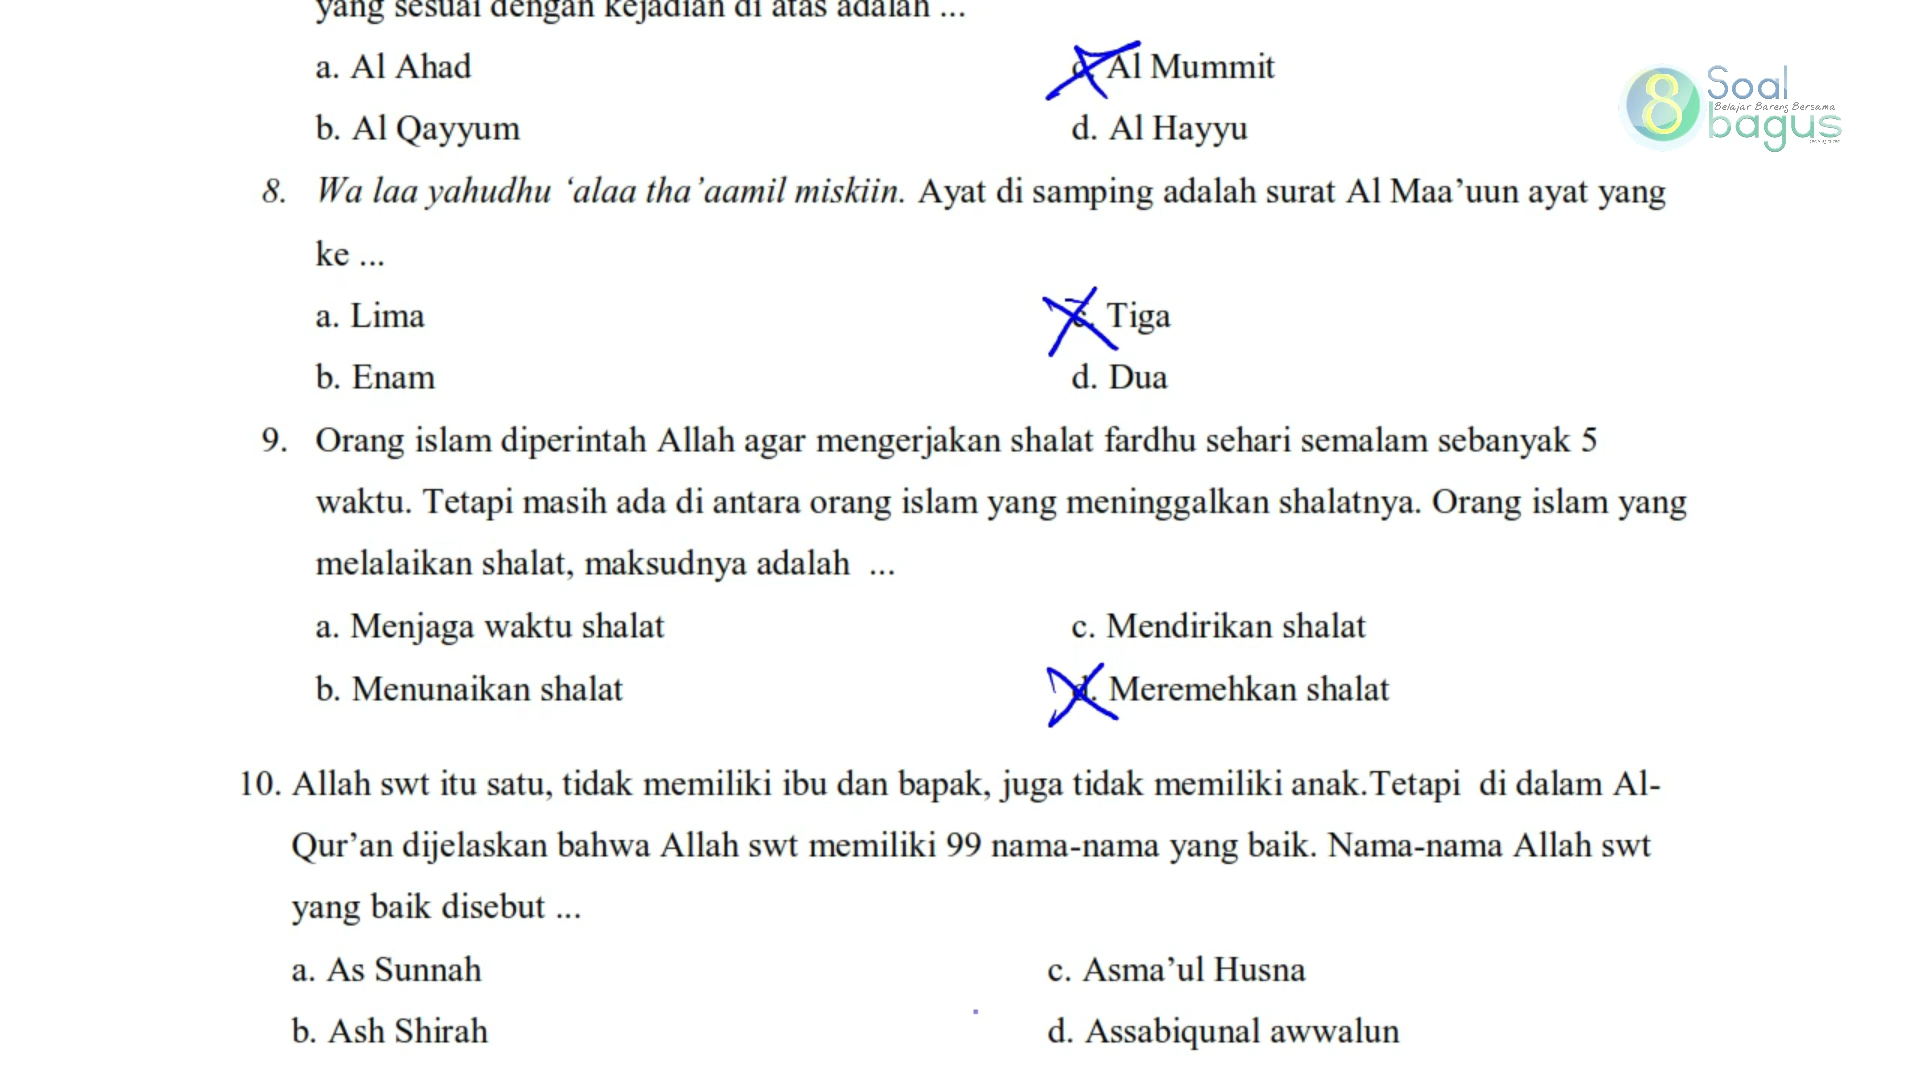 yang sesuai dengan kejadian di atas adalah ...
a. Al Ahad
c. Al Mummit
b. Al Qayyum
d. Al Hayyu
8. Wa laa yahudhu ‘alaa tha’aamil miskiin. Ayat di samping adalah surat Al Maa’uun ayat yang
ke ...
a. Lima
c. Tiga
b. Enam
d. Dua
9. Orang islam diperintah Allah agar mengerjakan shalat fardhu sehari semalam sebanyak 5
waktu. Tetapi masih ada di antara orang islam yang meninggalkan shalatnya. Orang islam yang
melalaikan shalat, maksudnya adalah ...
a. Menjaga waktu shalat
c. Mendirikan shalat
b. Menunaikan shalat
d. Meremehkan shalat
10. Allah swt itu satu, tidak memiliki ibu dan bapak, juga tidak memiliki anak.Tetapi di dalam Al-
Qur’an dijelaskan bahwa Allah swt memiliki 99 nama-nama yang baik. Nama-nama Allah swt
yang baik disebut ...
a. As Sunnah
c. Asma’ul Husna
b. Ash Shirah
d. Assabiqunal awwalun
8 Soal
Belajar Bareng Bersama
bagus